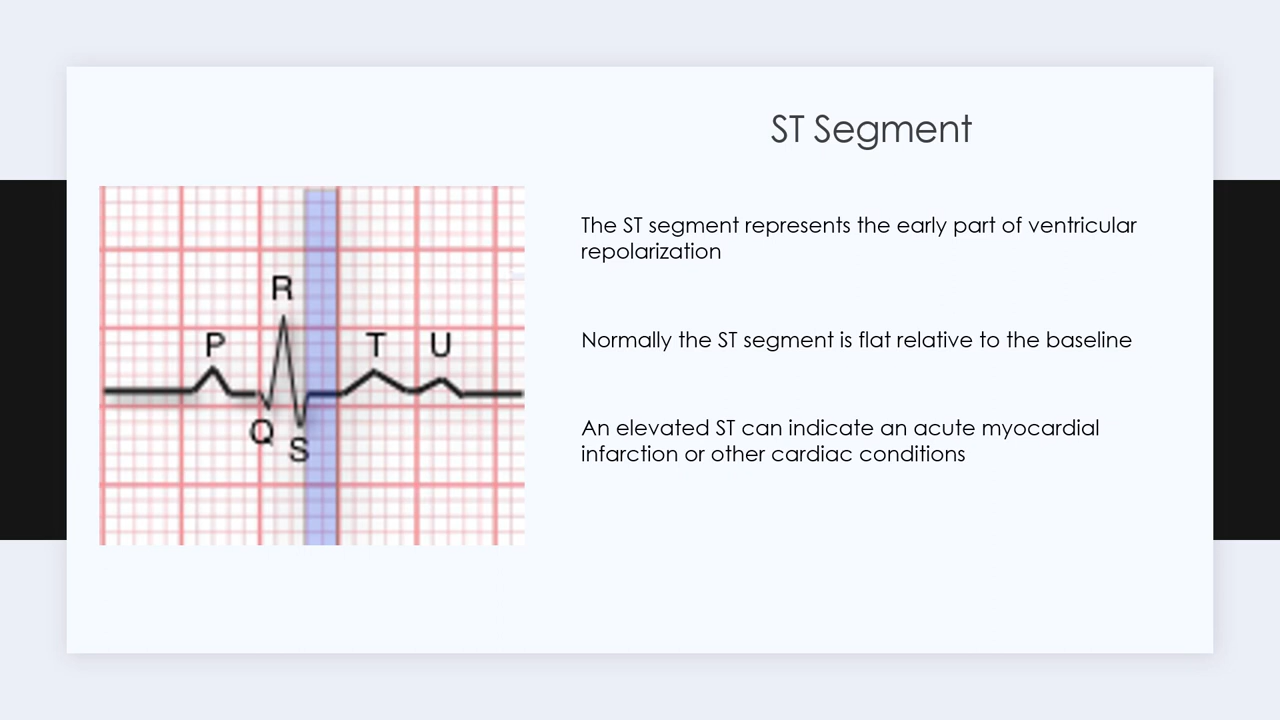 ST Segment
R
P
T
U
Q
S
The ST segment represents the early part of ventricular
repolarization
Normally the ST segment is flat relative to the baseline
An elevated ST can indicate an acute myocardial
infarction or other cardiac conditions